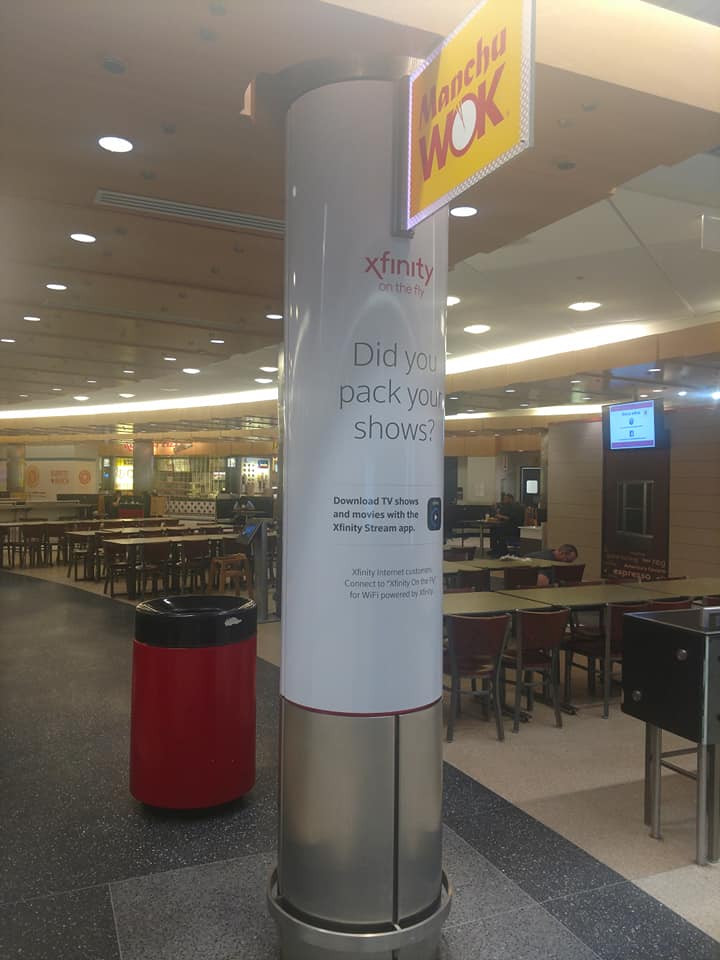 Manchu
WOK
xfinity
on the fly
Did you
pack your
shows?
Download TV shows
and movies with the
Xfinity Stream app.
Xfinity Internet customers:
Connect to "Xfinity On the Fly"
for WiFi powered by Xfinity.
espresso